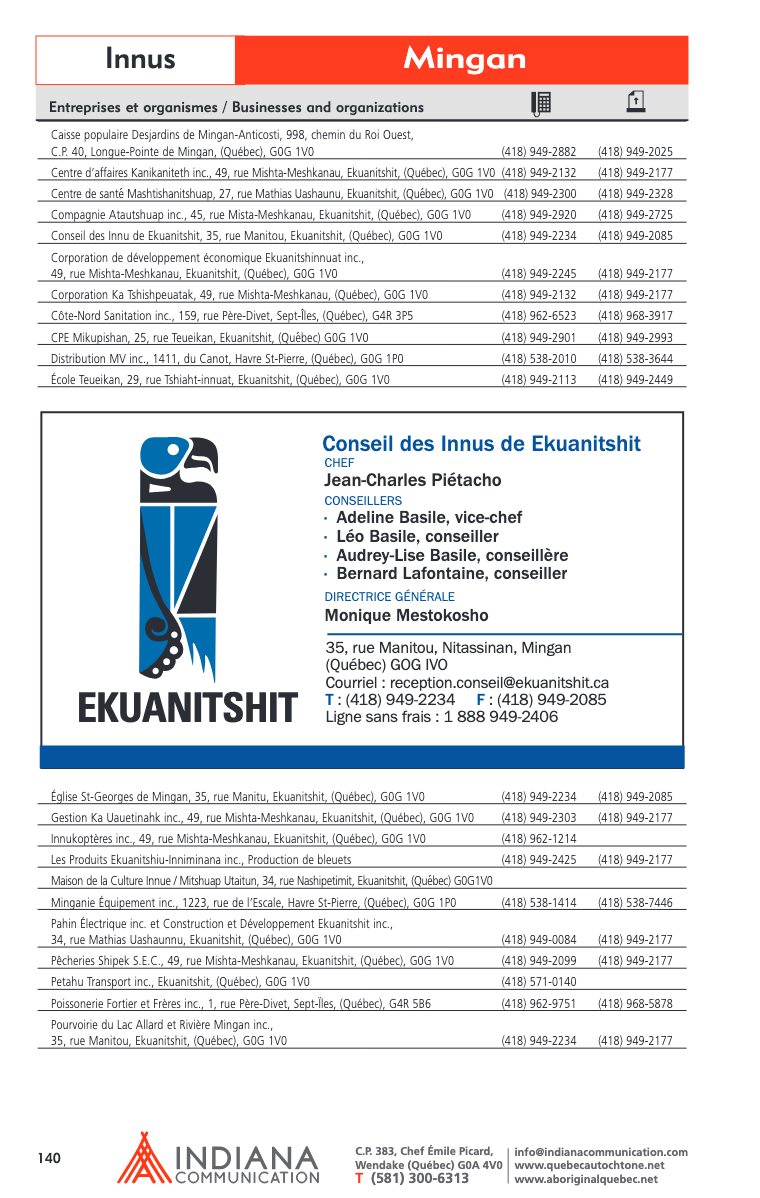 Innus
Mingan
Entreprises et organismes / Businesses and organizations
Caisse populaire Desjardins de Mingan-Anticosti, 998, chemin du Roi Ouest,
C.P. 40, Longue-Pointe de Mingan, (Québec), G0G 1V0 (418) 949-2882 (418) 949-2025
Centre d’affaires Kanikaniteth inc., 49, rue Mishta-Meshkanau, Ekuanitshit, (Québec), G0G 1V0 (418) 949-2132 (418) 949-2177
Centre de santé Mashtishanitshuap, 27, rue Mathias Uashaunu, Ekuanitshit, (Québec), G0G 1V0 (418) 949-2300 (418) 949-2328
Compagnie Atautshuap inc., 45, rue Mista-Meshkanau, Ekuanitshit, (Québec), G0G 1V0 (418) 949-2920 (418) 949-2725
Conseil des Innu de Ekuanitshit, 35, rue Manitou, Ekuanitshit, (Québec), G0G 1V0 (418) 949-2234 (418) 949-2085
Corporation de développement économique Ekuanitshinnuat inc.,
49, rue Mishta-Meshkanau, Ekuanitshit, (Québec), G0G 1V0 (418) 949-2245 (418) 949-2177
Corporation Ka Tshishpeuatak, 49, rue Mishta-Meshkanau, (Québec), G0G 1V0 (418) 949-2132 (418) 949-2177
Côte-Nord Sanitation inc., 159, rue Père-Divet, Sept-Îles, (Québec), G4R 3P5 (418) 962-6523 (418) 968-3917
CPE Mikupishan, 25, rue Teueikan, Ekuanitshit, (Québec) G0G 1V0 (418) 949-2901 (418) 949-2993
Distribution MV inc., 1411, du Canot, Havre St-Pierre, (Québec), G0G 1P0 (418) 538-2010 (418) 538-3644
École Teueikan, 29, rue Tshiaht-innuat, Ekuanitshit, (Québec), G0G 1V0 (418) 949-2113 (418) 949-2449
Conseil des Innus de Ekuanitshit
CHEF
Jean-Charles Piétacho
CONSEILLERS
· Adeline Basile, vice-chef
· Léo Basile, conseiller
· Audrey-Lise Basile, conseillère
· Bernard Lafontaine, conseiller
DIRECTRICE GÉNÉRALE
Monique Mestokosho
35, rue Manitou, Nitassinan, Mingan
(Québec) GOG IVO
Courriel : reception.conseil@ekuanitshit.ca
T : (418) 949-2234 F : (418) 949-2085
Ligne sans frais : 1 888 949-2406
EKUANITSHIT
Église St-Georges de Mingan, 35, rue Manitu, Ekuanitshit, (Québec), G0G 1V0 (418) 949-2234 (418) 949-2085
Gestion Ka Uauetinahk inc., 49, rue Mishta-Meshkanau, Ekuanitshit, (Québec), G0G 1V0 (418) 949-2303 (418) 949-2177
Innukoptères inc., 49, rue Mishta-Meshkanau, Ekuanitshit, (Québec), G0G 1V0 (418) 962-1214
Les Produits Ekuanitshiu-Inniminana inc., Production de bleuets (418) 949-2425 (418) 949-2177
Maison de la Culture Innue / Mitshuap Utaitun, 34, rue Nashipetimit, Ekuanitshit, (Québec) G0G1V0
Minganie Équipement inc., 1223, rue de l’Escale, Havre St-Pierre, (Québec), G0G 1P0 (418) 538-1414 (418) 538-7446
Pahin Électrique inc. et Construction et Développement Ekuanitshit inc.,
34, rue Mathias Uashaunnu, Ekuanitshit, (Québec), G0G 1V0 (418) 949-0084 (418) 949-2177
Pêcheries Shipek S.E.C., 49, rue Mishta-Meshkanau, Ekuanitshit, (Québec), G0G 1V0 (418) 949-2099 (418) 949-2177
Petahu Transport inc., Ekuanitshit, (Québec), G0G 1V0 (418) 571-0140
Poissonerie Fortier et Frères inc., 1, rue Père-Divet, Sept-Ïles, (Québec), G4R 5B6 (418) 962-9751 (418) 968-5878
Pourvoirie du Lac Allard et Rivière Mingan inc.,
35, rue Manitou, Ekuanitshit, (Québec), G0G 1V0 (418) 949-2234 (418) 949-2177
140
INDIANA
COMMUNICATION
C.P. 383, Chef Émile Picard,
Wendake (Québec) G0A 4V0
T (581) 300-6313
info@indianacommunication.com
www.quebecautochtone.net
www.aboriginalquebec.net